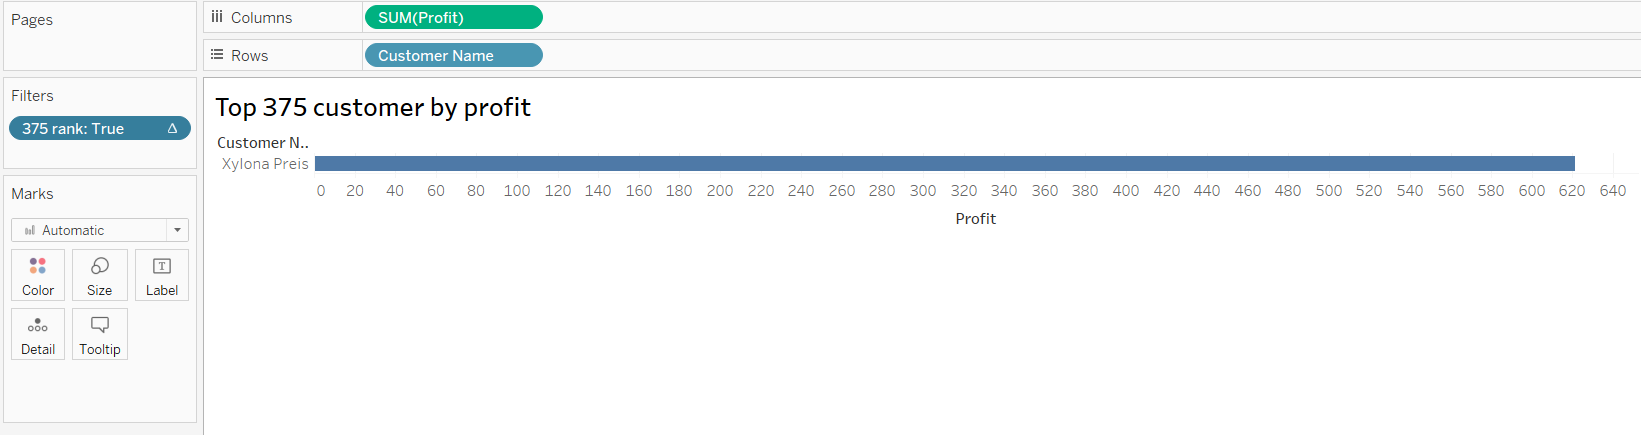 Pages
Columns
SUM(Profit)
Rows
Customer Name
Filters
375 rank: True
Marks
Automatic
Color
Size
Label
Detail
Tooltip
Top 375 customer by profit
Customer N..
Xylona Preis
0 20 40 60 80 100 120 140 160 180 200 220 240 260 280 300 320 340 360 380 400 420 440 460 480 500 520 540 560 580 600 620 640
Profit